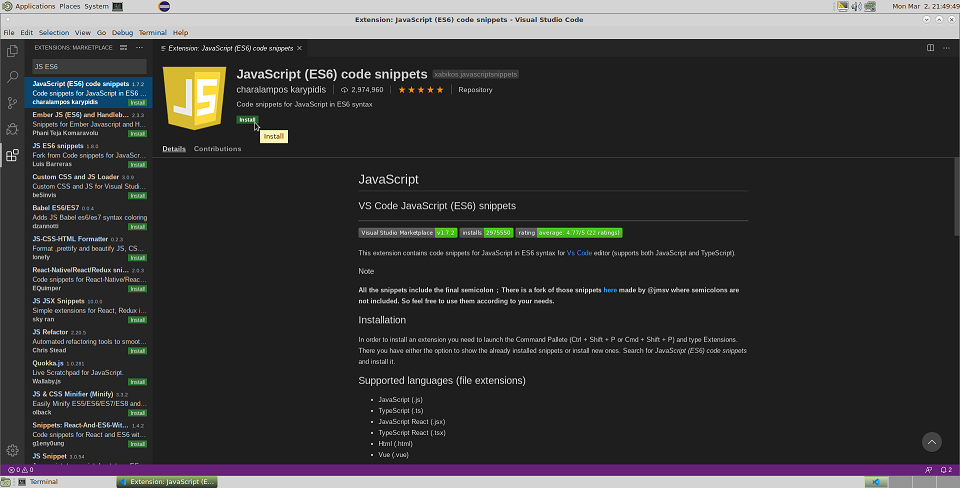 Applications Places System
Mon Mar 2, 21:49:49
Extension: JavaScript (ES6) code snippets - Visual Studio Code
File Edit Selection View Go Debug Terminal Help
EXTENSIONS: MARKETPLACE
Extension: JavaScript (ES6) code snippets
JS ES6
JavaScript (ES6) code snippets 1.7.2
Code snippets for JavaScript in ES6 ...
charalampos karypidis Install
Ember JS (ES6) and Handleb... 2.3.3
Snippets for Ember Javascript and H...
Phani Teja Komaravolu Install
JS ES6 snippets 1.8.0
Fork from Code snippets for JavaScr...
Luis Barreras Install
Custom CSS and JS Loader 3.0.9
Custom CSS and JS for Visual Studi...
be5invis Install
Babel ES6/ES7 0.0.4
Adds JS Babel es6/es7 syntax coloring
dzannotti Install
JS-CSS-HTML Formatter 0.2.3
Format ,prettify and beautify JS, CS...
lonefy Install
React-Native/React/Redux sni... 2.0.3
Code snippets for React-Native/Reac...
EQuimper Install
JS JSX Snippets 10.0.0
Simple extensions for React, Redux i...
sky ran Install
JS Refactor 2.20.5
Automated refactoring tools to smoot...
Chris Stead Install
Quokka.js 1.0.281
Live Scratchpad for JavaScript.
Wallaby.js Install
JS & CSS Minifier (Minify) 3.3.2
Easily Minify ES5/ES6/ES7/ES8 and...
olback Install
Snippets: React-And-ES6-Wit... 1.4.2
Code snippets for React and ES6 wit...
g1eny0ung Install
JS Snippet 3.0.54
JS
JavaScript (ES6) code snippets xabikos.javascriptsnippets
charalampos karypidis 2,974,960 ★★★★★ Repository
Code snippets for JavaScript in ES6 syntax
Install
Install
Details Contributions
JavaScript
VS Code JavaScript (ES6) snippets
Visual Studio Marketplace v1.7.2 installs 2975550 rating average: 4.77/5 (22 ratings)
This extension contains code snippets for JavaScript in ES6 syntax for Vs Code editor (supports both JavaScript and TypeScript).
Note
All the snippets include the final semicolon ; There is a fork of those snippets here made by @jmsv where semicolons are
not included. So feel free to use them according to your needs.
Installation
In order to install an extension you need to launch the Command Pallete (Ctrl + Shift + P or Cmd + Shift + P) and type Extensions.
There you have either the option to show the already installed snippets or install new ones. Search for JavaScript (ES6) code snippets
and install it.
Supported languages (file extensions)
• JavaScript (.js)
• TypeScript (.ts)
• JavaScript React (.jsx)
• TypeScript React (.tsx)
• Html (.html)
• Vue (.vue)
0 0
2
Terminal
Extension: JavaScript (E...